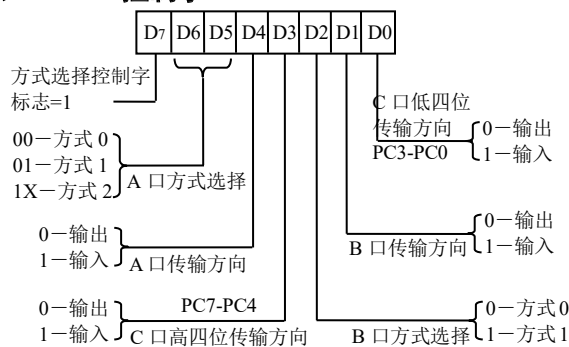 D7 D6 D5 D4 D3 D2 D1 D0
方式选择控制字
标志=1
C 口低四位
传输方向
PC3-PC0
0－输出
1－输入
00－方式 0
01－方式 1
1X－方式 2
A 口方式选择
0－输出
1－输入
A 口传输方向
0－输出
1－输入
B 口传输方向
0－输出
1－输入
PC7-PC4
C 口高四位传输方向
0－方式 0
1－方式 1
B 口方式选择